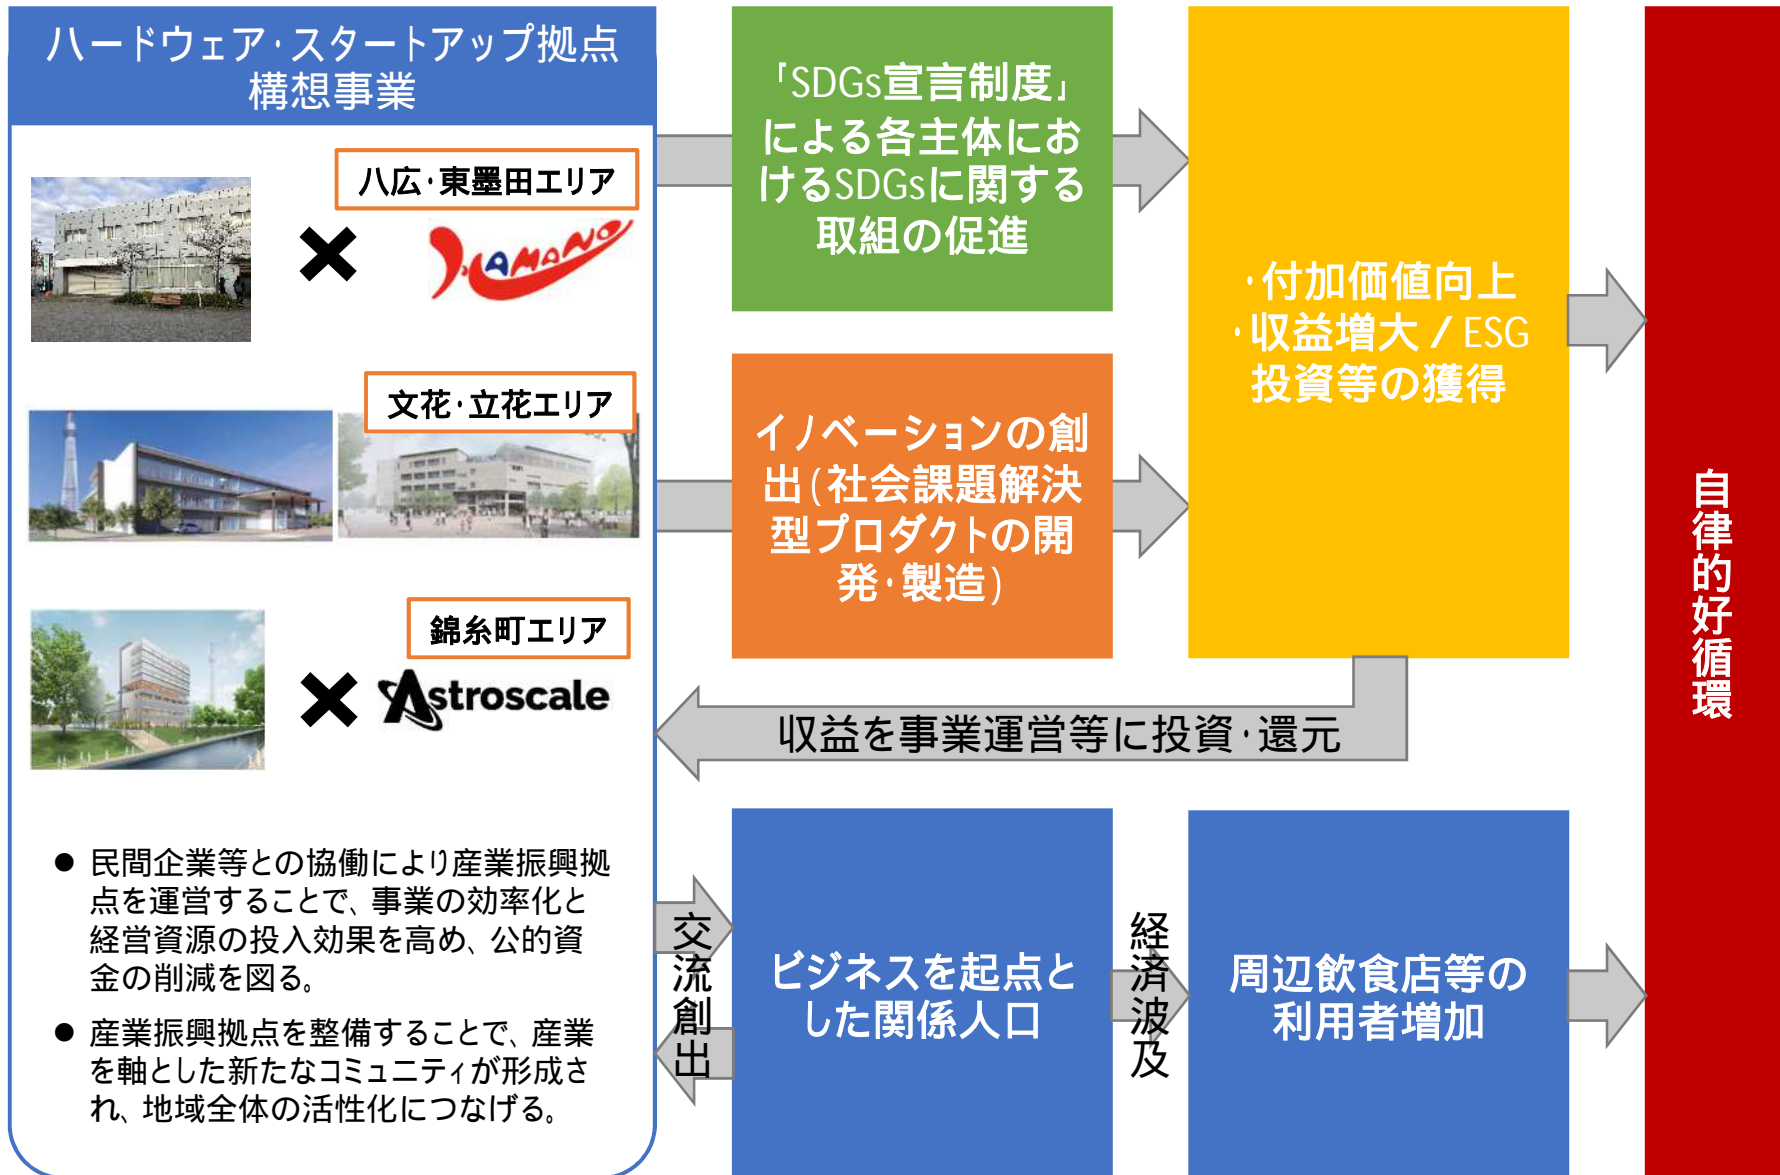 ハードウェア・スタートアップ拠点
構想事業
八広・東墨田エリア
HAMANO
文花・立花エリア
錦糸町エリア
Astroscale
● 民間企業等との協働により産業振興拠
点を運営することで、事業の効率化と
経営資源の投入効果を高め、公的資
金の削減を図る。
● 産業振興拠点を整備することで、産業
を軸とした新たなコミュニティが形成さ
れ、地域全体の活性化につなげる。
「SDGs宣言制度」
による各主体にお
けるSDGsに関する
取組の促進
イノベーションの創
出(社会課題解決
型プロダクトの開
発・製造)
・付加価値向上
・収益増大/ESG
投資等の獲得
収益を事業運営等に投資・還元
交流創出
ビジネスを起点と
した関係人口
経済波及
周辺飲食店等の
利用者増加
自律的好循環